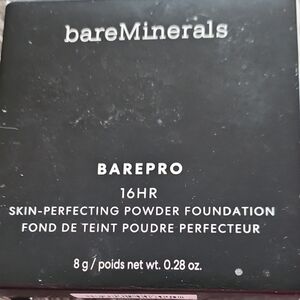 bareMinerals
BAREPRO
16HR
SKIN-PERFECTING POWDER FOUNDATION
FOND DE TEINT POUDRE PERFECTEUR
8 g / poids net wt. 0.28 oz.